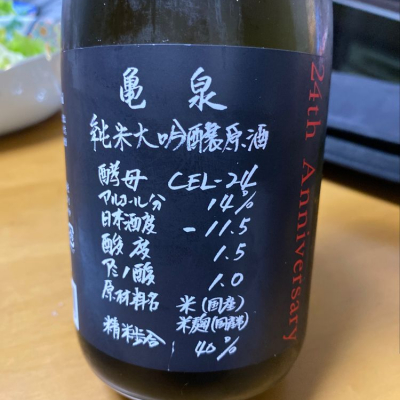 亀泉
純米大吟醸原酒
酵母 CEL-24
アルコール分 14%
日本酒度 -11.5
酸度 1.5
アミノ酸 1.0
原材料名 米(国産)
米麹(国産米)
精米歩合 40%
24th Anniversary